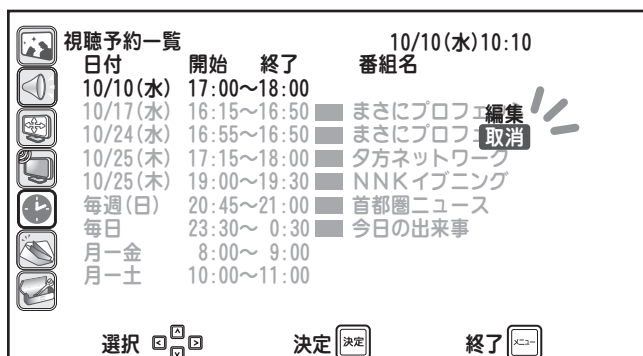 視聴予約一覧 10/10(水)10:10
日付 開始 終了 番組名
10/10(水) 17:00〜18:00
10/17(水) 16:15〜16:50 まさにプロフェ 編集
10/24(水) 16:55〜16:50 まさにプロフ 取消
10/25(木) 17:15〜18:00 夕方ネットワーク
10/25(木) 19:00〜19:30 NNKイブニング
毎週(日) 20:45〜21:00 首都圏ニュース
毎日 23:30〜 0:30 今日の出来事
月ー金 8:00〜 9:00
月ー土 10:00〜11:00
選択 決定 決定 終了 メニュー